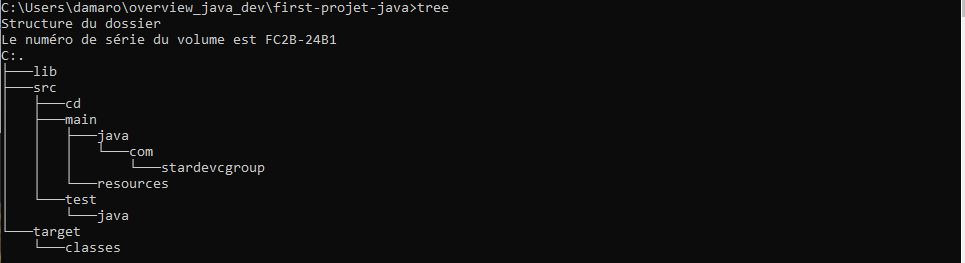 C:\Users\damaro\overview_java_dev\first-projet-java>tree
Structure du dossier
Le numéro de série du volume est FC2B-24B1
C:.
├───lib
├───src
│   ├───cd
│   ├───main
│   │   ├───java
│   │   │   └───com
│   │   │       └───stardevcgroup
│   │   └───resources
│   └───test
│       └───java
└───target
    └───classes